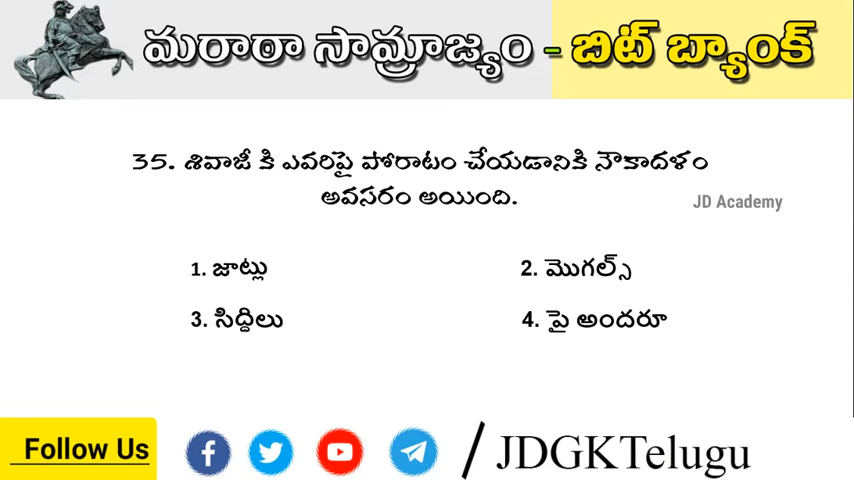 మరాఠా సామ్రాజ్యం - బిట్ బ్యాంక్
35. శివాజీ కి ఎవరిపై పోరాటం చేయడానికి నౌకాదళం
అవసరం అయింది.
JD Academy
1. జాట్లు
2. మొగల్స్
3. సిద్దిలు
4. పై అందరూ
Follow Us
/ JDGKTelugu